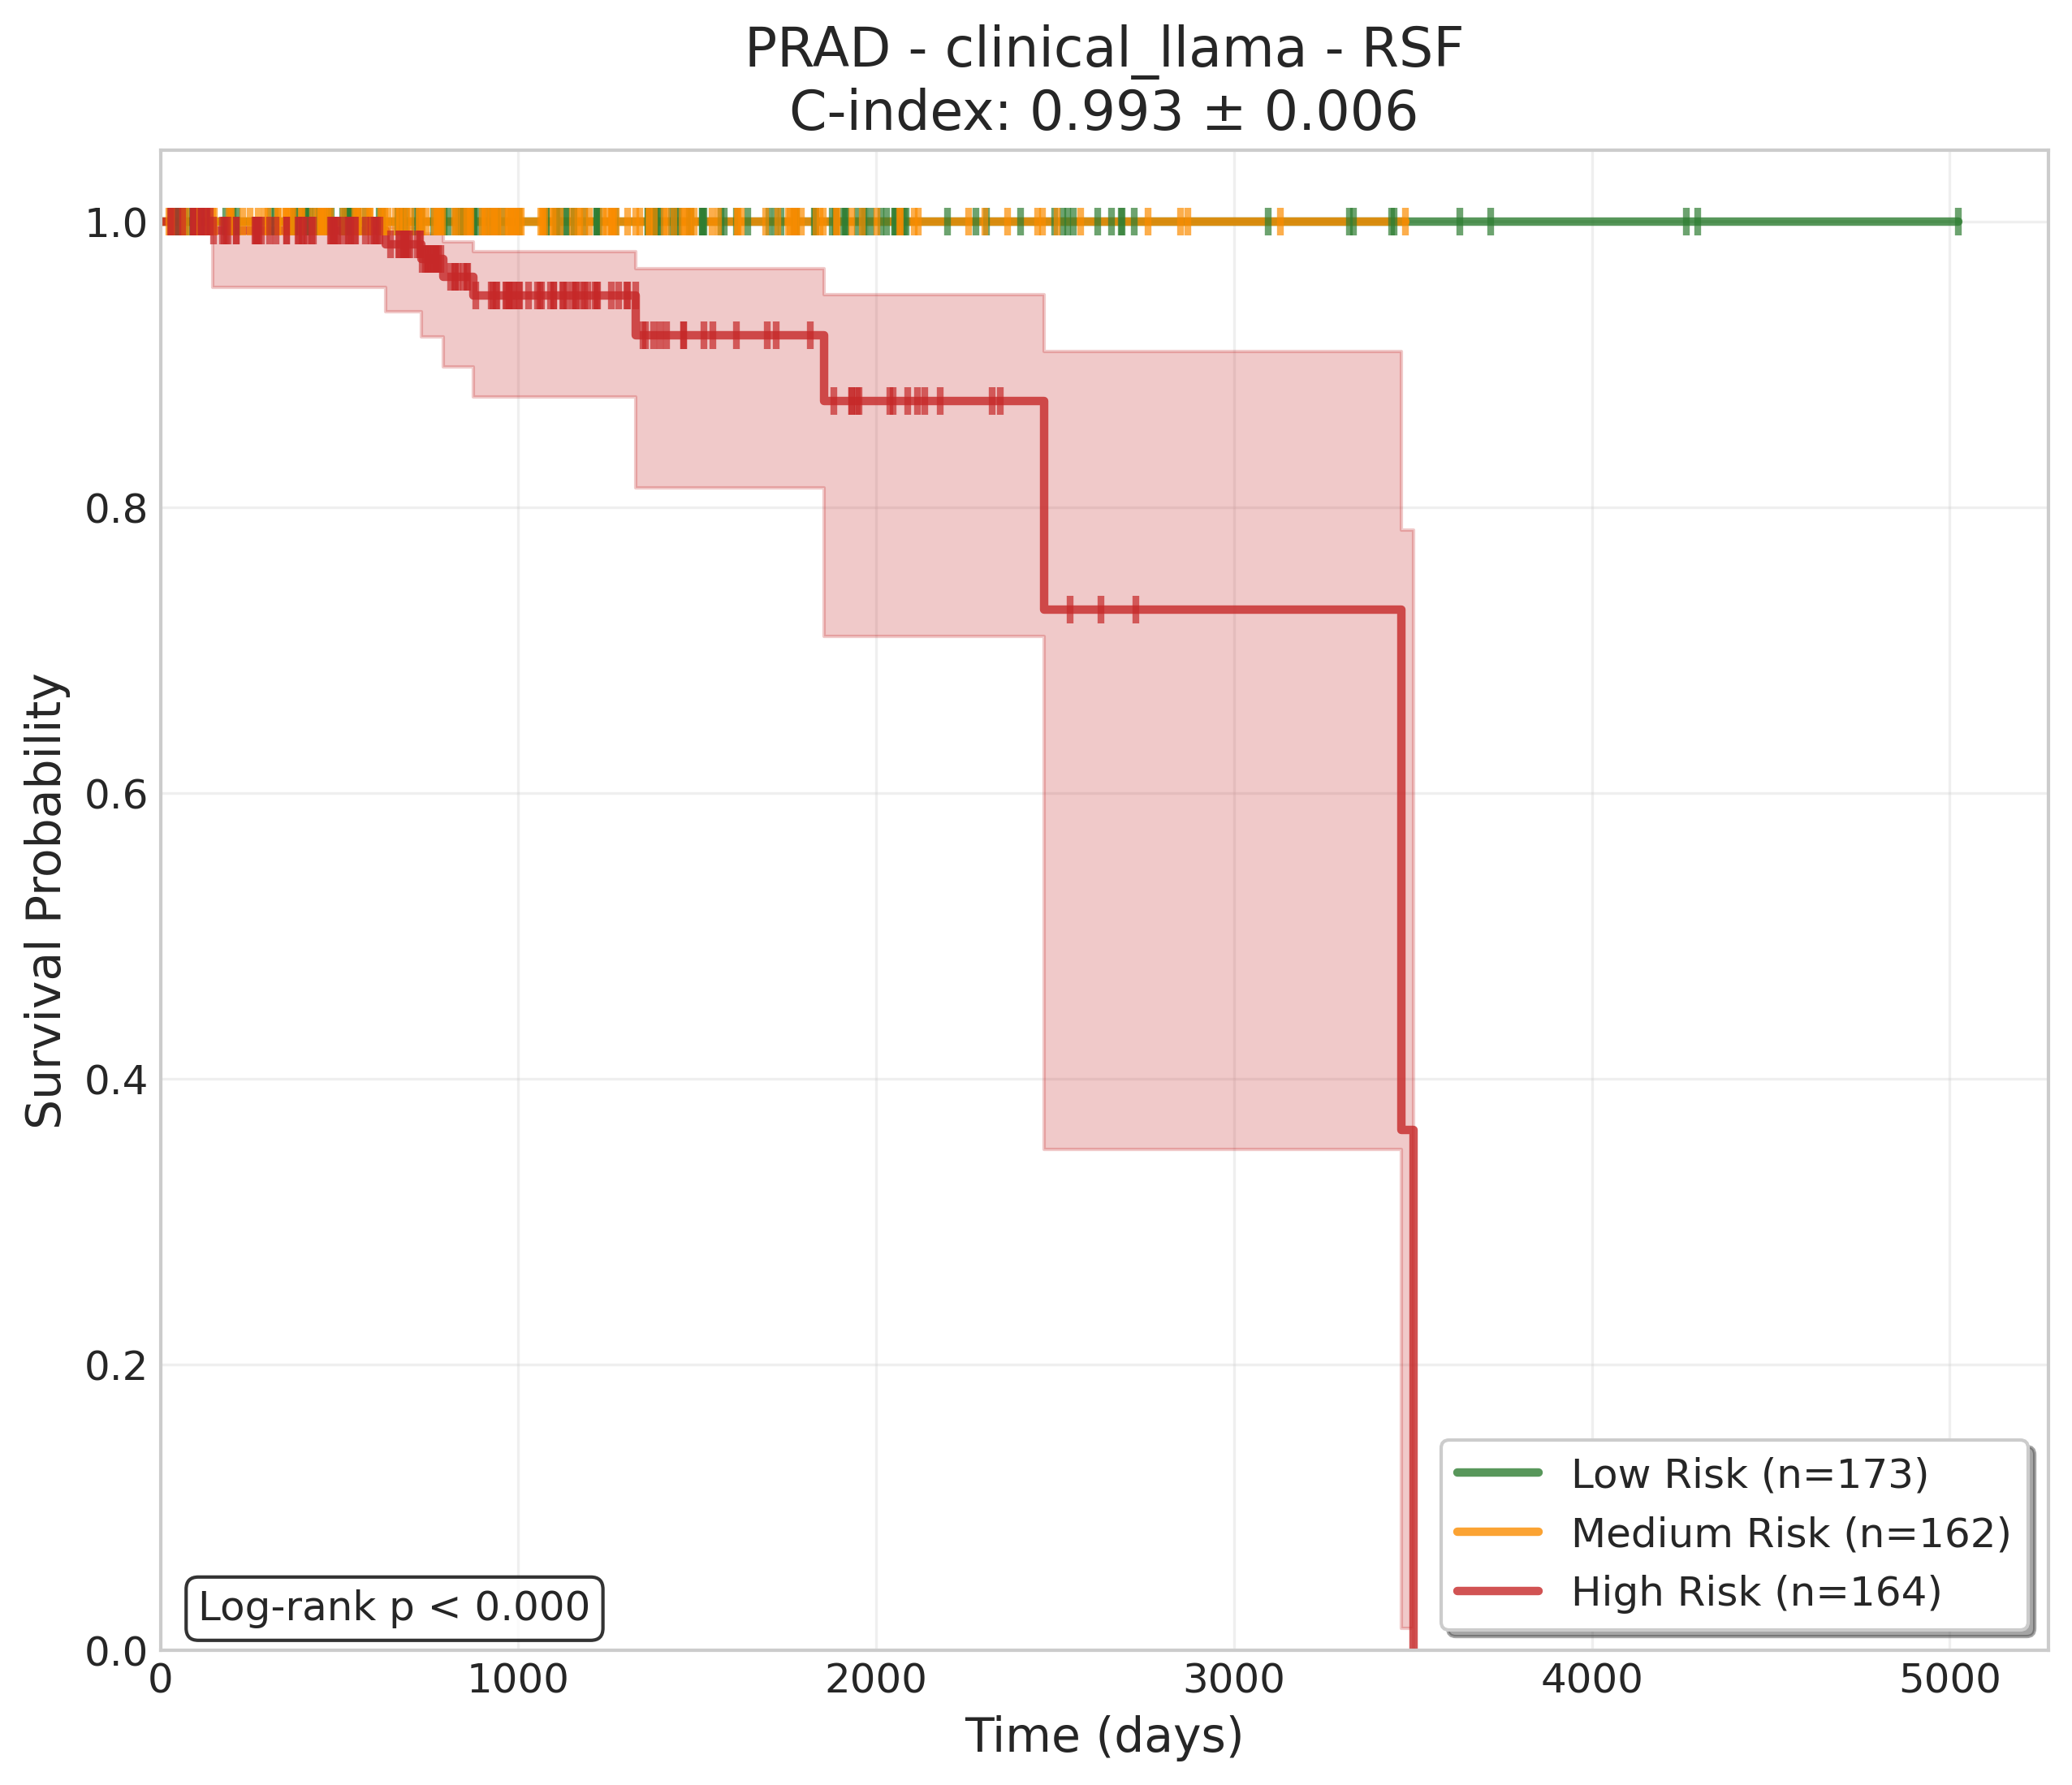 PRAD - clinical_llama - RSF
C-index: 0.993 ± 0.006
Survival Probability
1.0
0.8
0.6
0.4
0.2
0.0
Log-rank p < 0.000
Low Risk (n=173)
Medium Risk (n=162)
High Risk (n=164)
0 1000 2000 3000 4000 5000
Time (days)